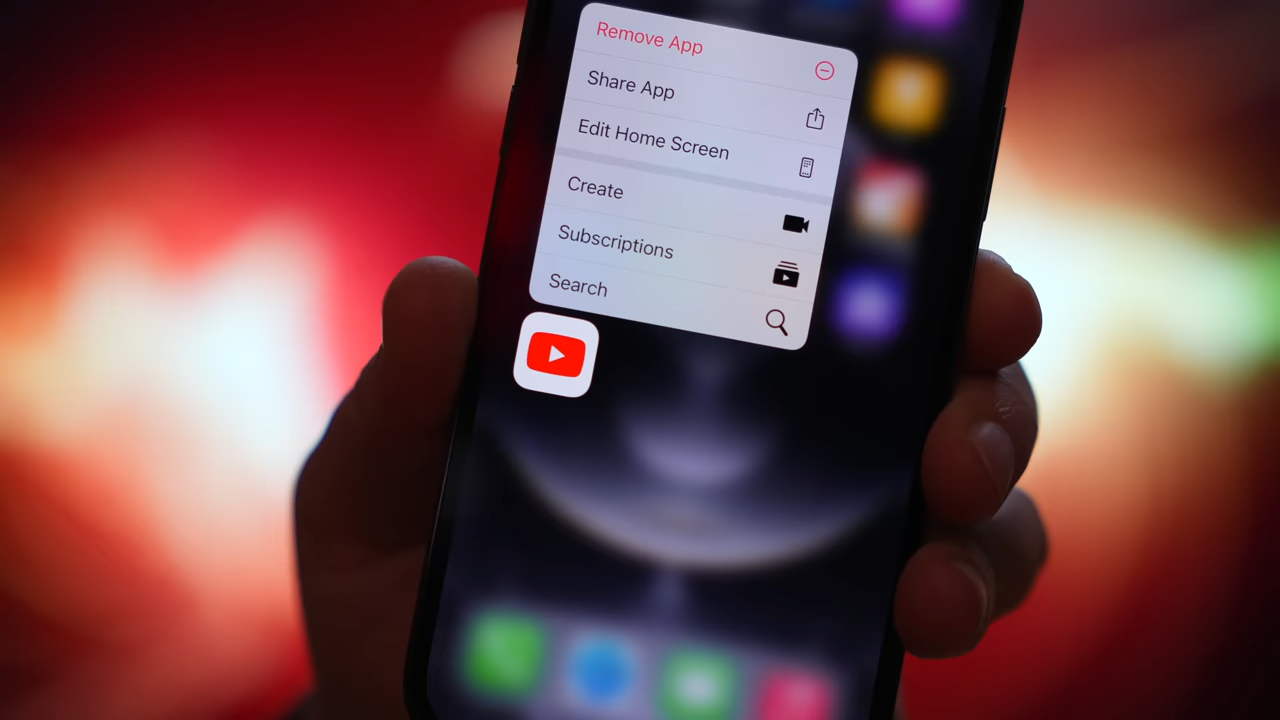 Remove App
Share App
Edit Home Screen
Create
Subscriptions
Search